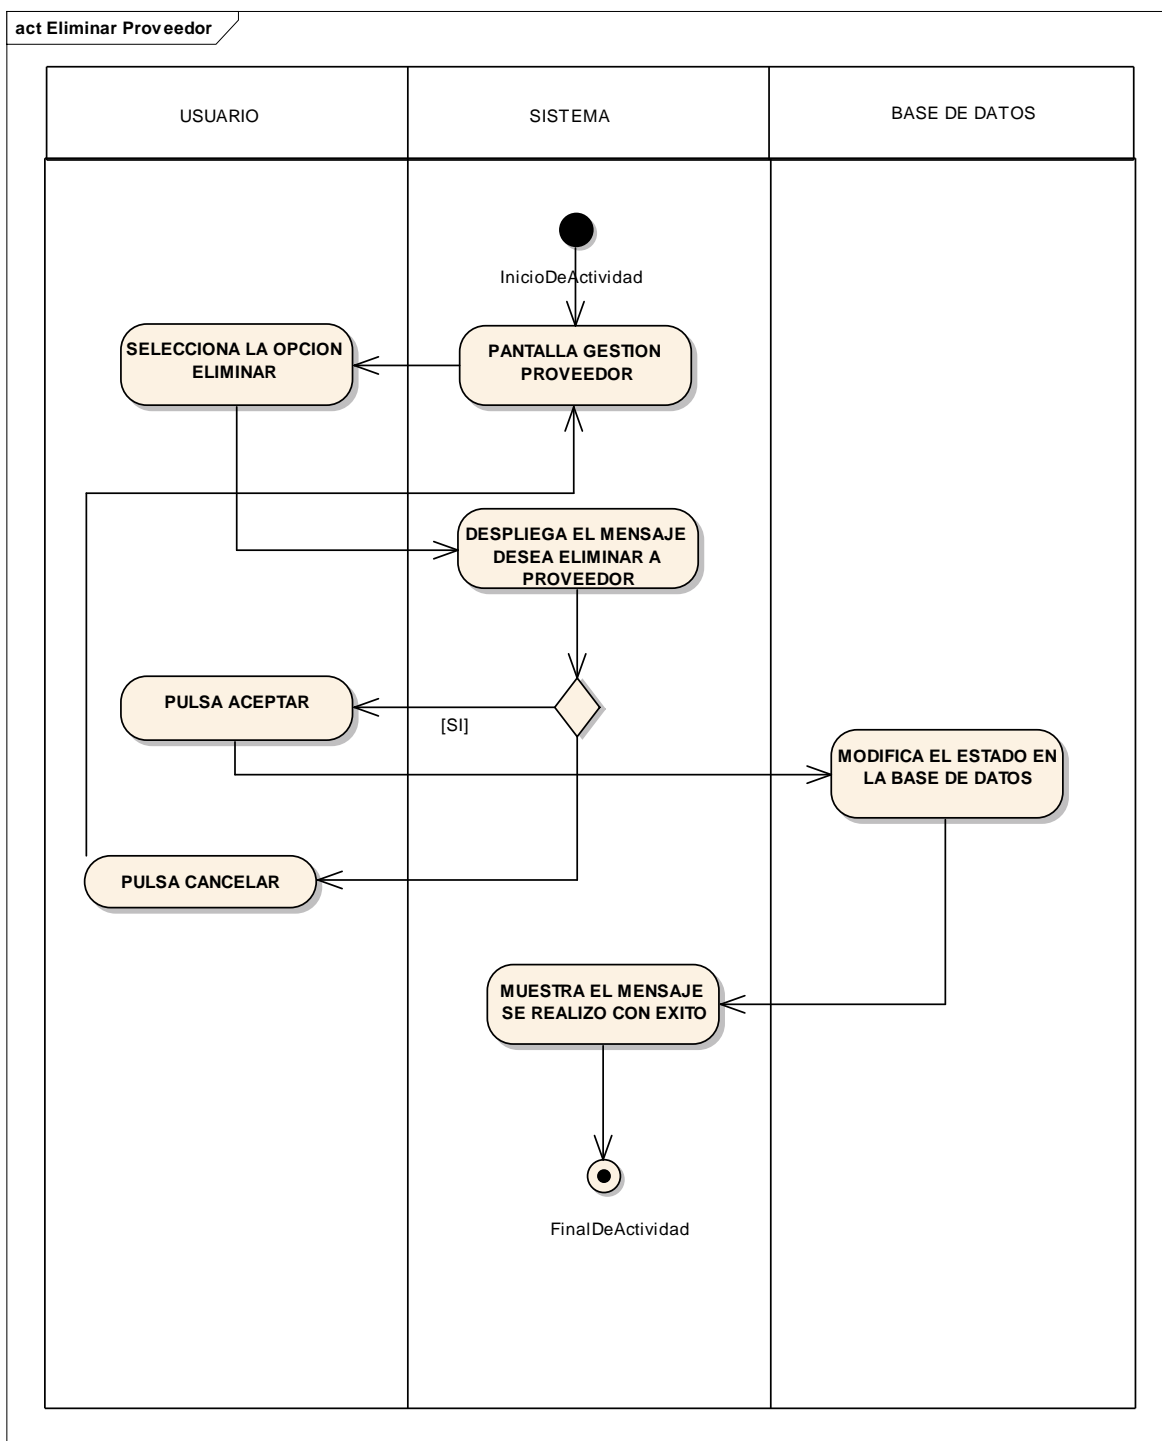 act Eliminar Proveedor
USUARIO
SISTEMA
BASE DE DATOS
InicioDeActividad
SELECCIONA LA OPCION
ELIMINAR
PANTALLA GESTION
PROVEEDOR
DESPLIEGA EL MENSAJE
DESEA ELIMINAR A
PROVEEDOR
PULSA ACEPTAR
[SI]
MODIFICA EL ESTADO EN
LA BASE DE DATOS
PULSA CANCELAR
MUESTRA EL MENSAJE
SE REALIZO CON EXITO
FinalDeActividad